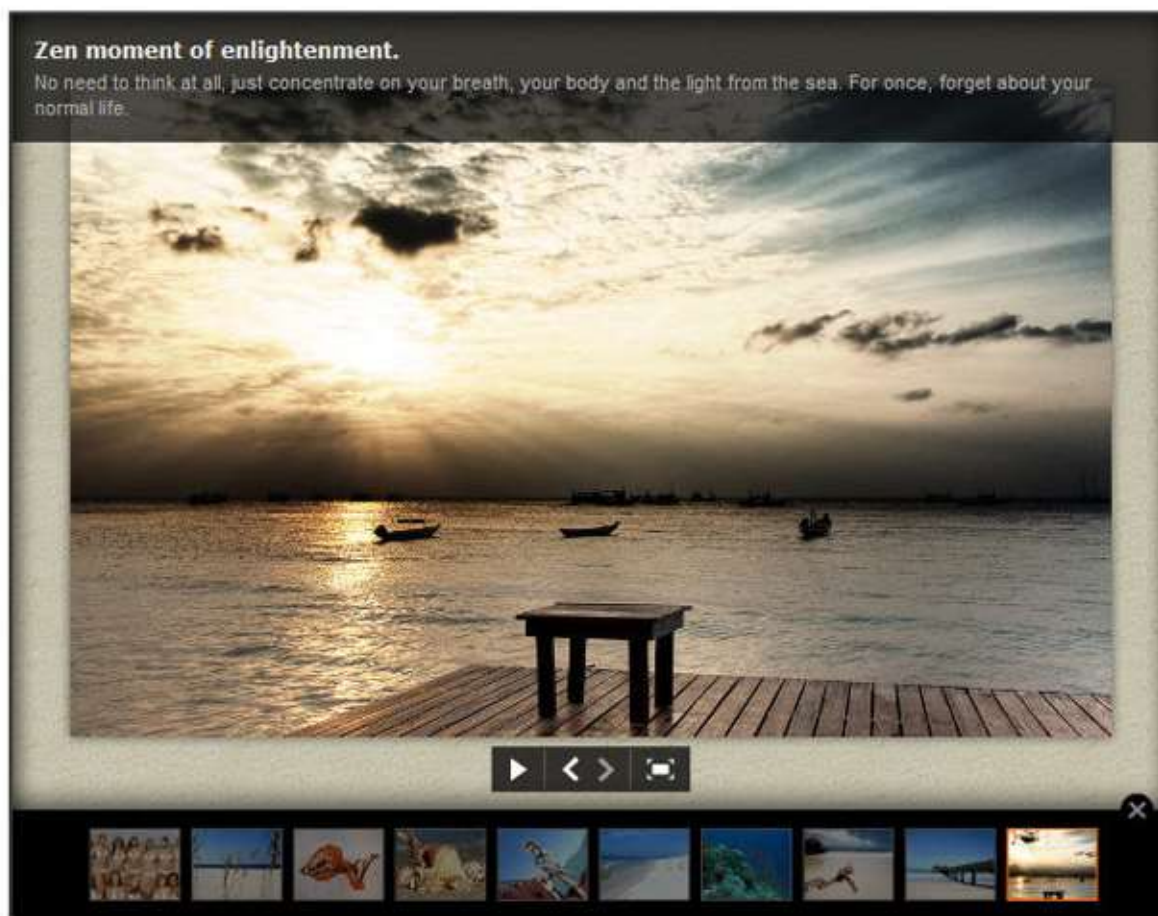 Zen moment of enlightenment.
No need to think at all, just concentrate on your breath, your body and the light from the sea. For once, forget about your
normal life.